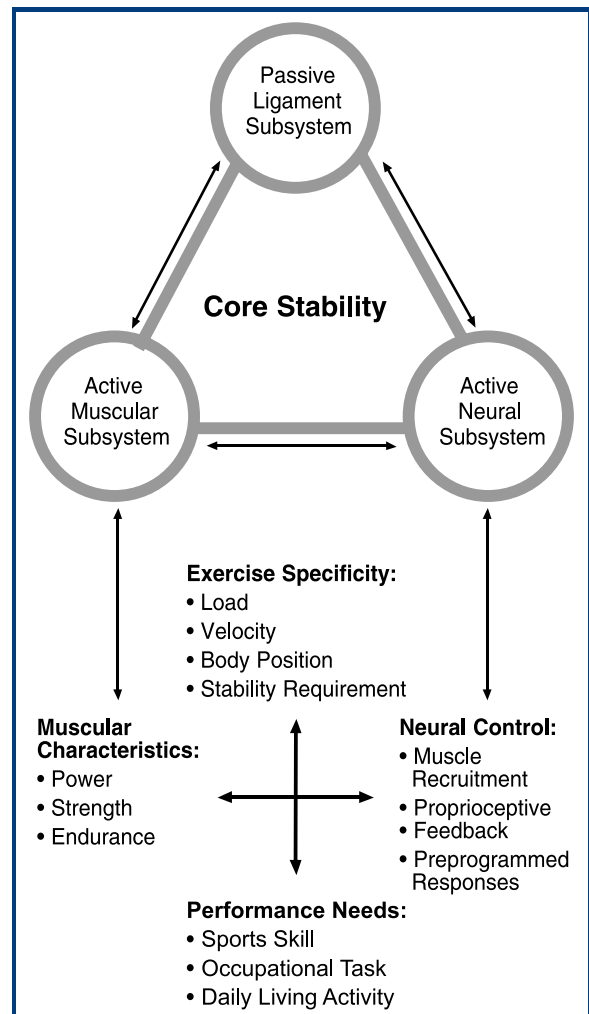 Passive
Ligament
Subsystem
Core Stability
Active
Muscular
Subsystem
Active
Neural
Subsystem
Exercise Specificity:
• Load
• Velocity
• Body Position
• Stability Requirement
Muscular
Characteristics:
• Power
• Strength
• Endurance
Neural Control:
• Muscle
Recruitment
• Proprioceptive
• Feedback
• Preprogrammed
Responses
Performance Needs:
• Sports Skill
• Occupational Task
• Daily Living Activity